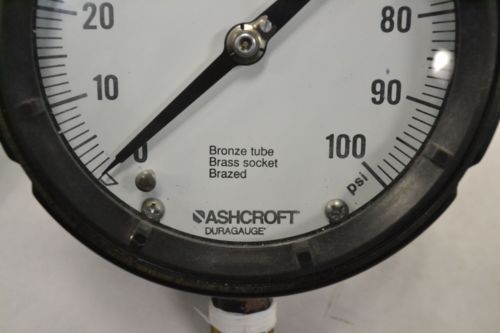 20
80
10
90
0
100
psi
Bronze tube
Brass socket
Brazed
ASHCROFT
DURAGAUGE